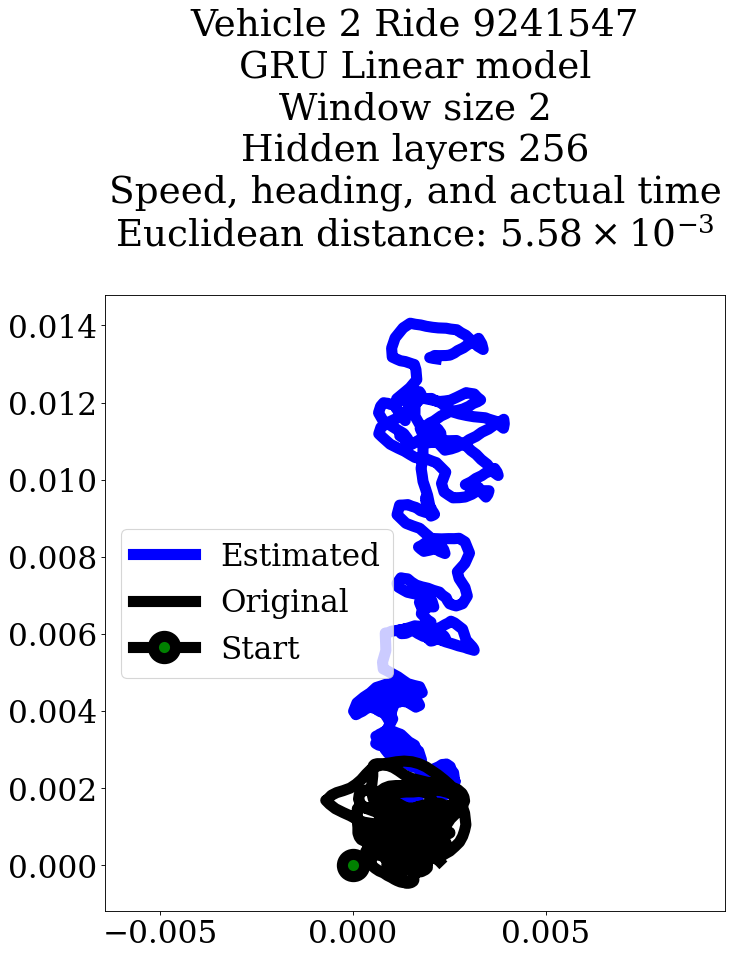 Vehicle 2 Ride 9241547
GRU Linear model
Window size 2
Hidden layers 256
Speed, heading, and actual time
Euclidean distance: 5.58 × 10⁻³
0.014
0.012
0.010
0.008
0.006
0.004
0.002
0.000
Estimated
Original
Start
−0.005
0.000
0.005